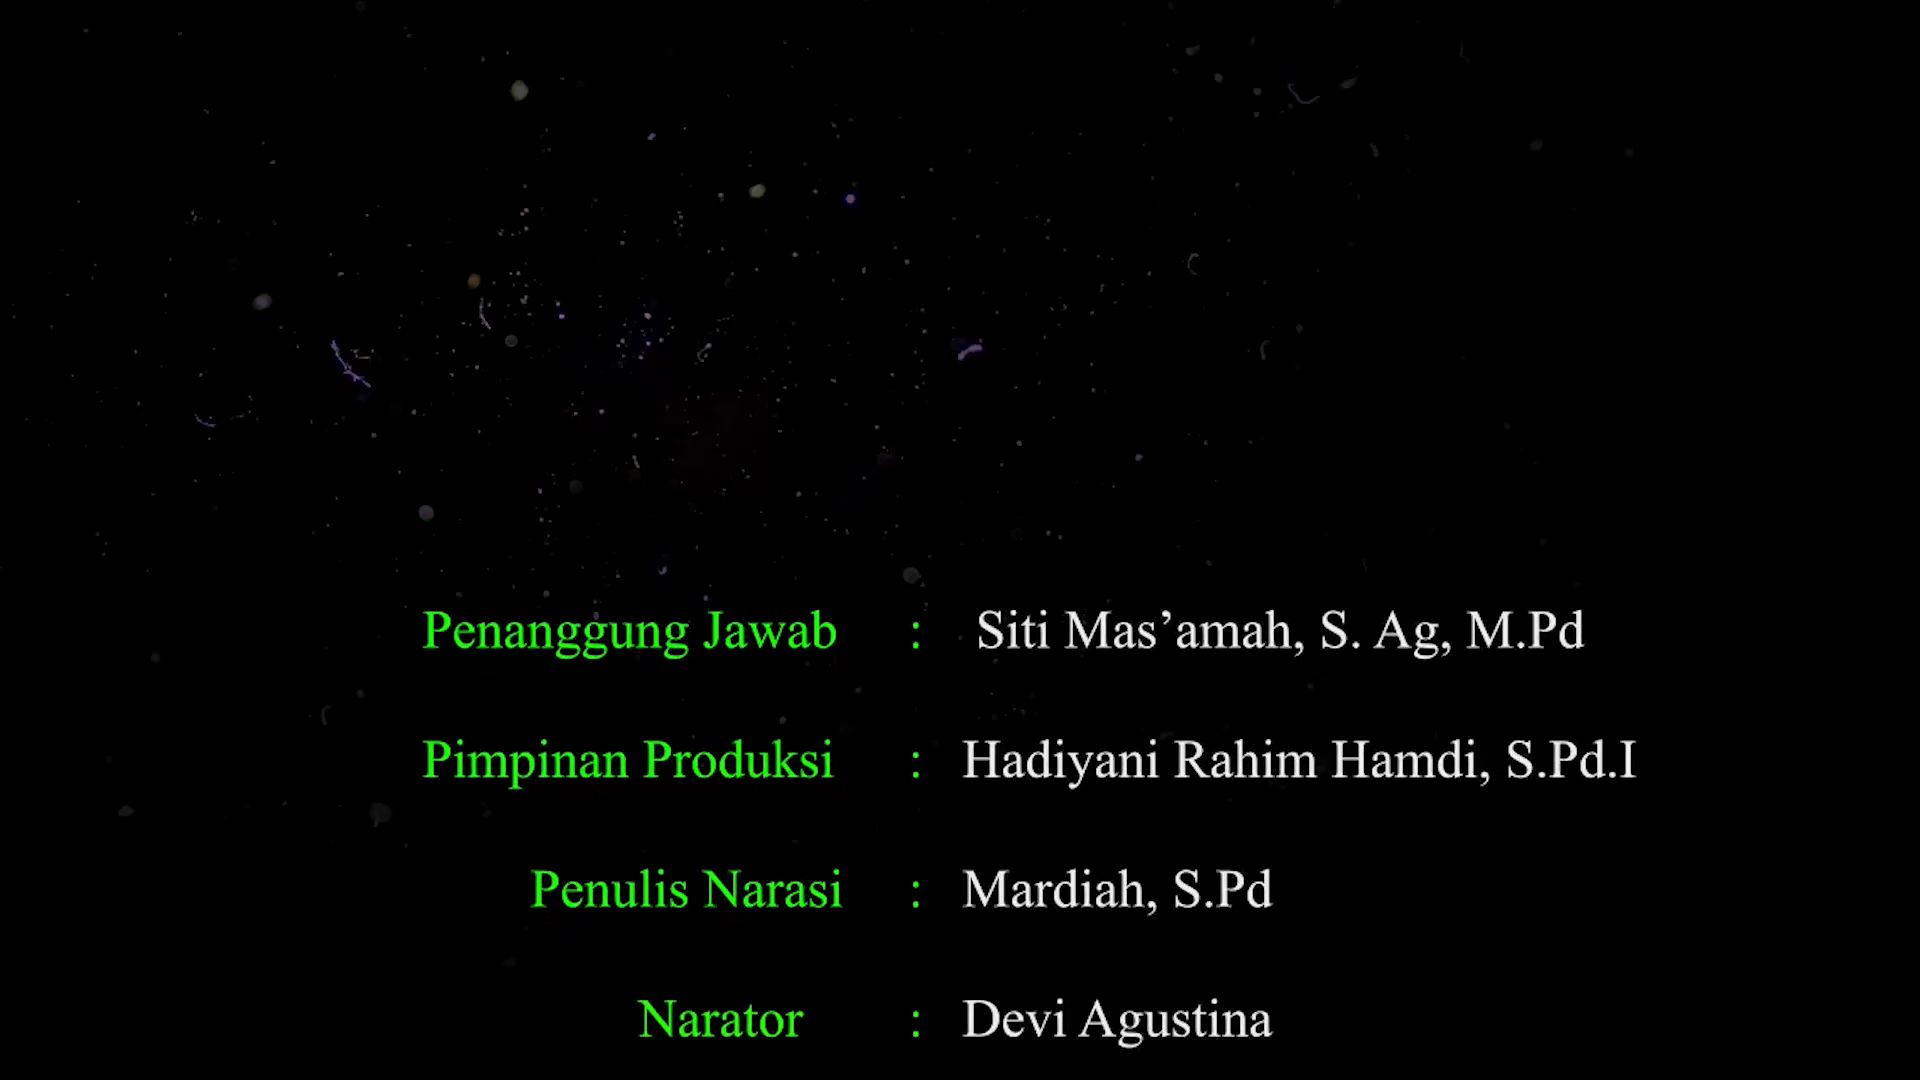 Penanggung Jawab : Siti Mas’amah, S. Ag, M.Pd
Pimpinan Produksi : Hadiyani Rahim Hamdi, S.Pd.I
Penulis Narasi : Mardiah, S.Pd
Narator : Devi Agustina